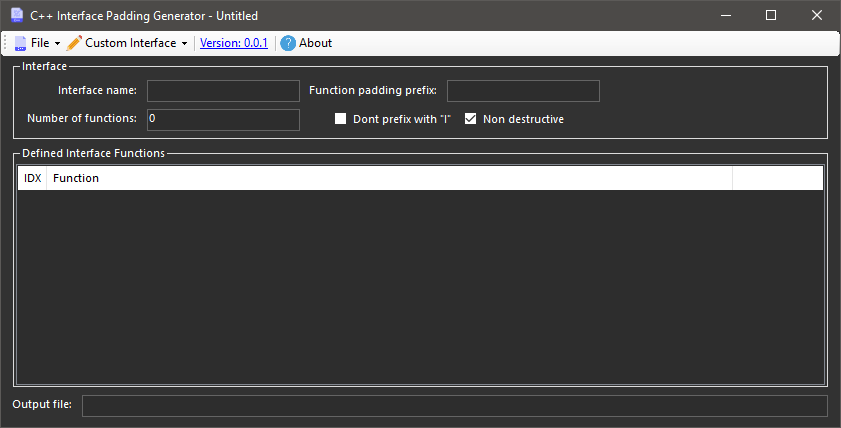 C++ Interface Padding Generator - Untitled
File Custom Interface Version: 0.0.1 ? About
Interface
Interface name: Function padding prefix:
Number of functions: 0 Dont prefix with "I" Non destructive
Defined Interface Functions
IDX Function
Output file: